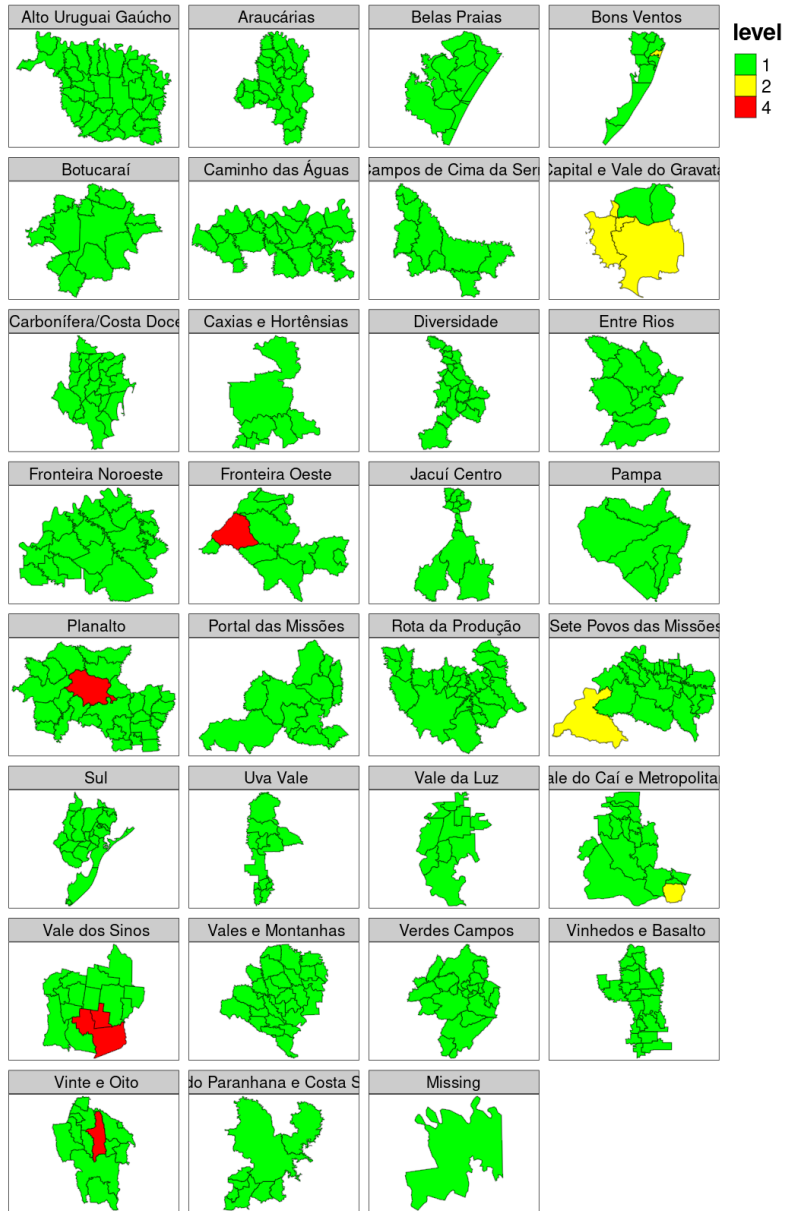 Alto Uruguai Gaúcho
Araucárias
Belas Praias
Bons Ventos
level
1
2
4
Botucaraí
Caminho das Águas
Campos de Cima da Serr
Capital e Vale do Gravata
Carbonífera/Costa Doce
Caxias e Hortênsias
Diversidade
Entre Rios
Fronteira Noroeste
Fronteira Oeste
Jacuí Centro
Pampa
Planalto
Portal das Missões
Rota da Produção
Sete Povos das Missões
Sul
Uva Vale
Vale da Luz
ale do Caí e Metropolita
Vale dos Sinos
Vales e Montanhas
Verdes Campos
Vinhedos e Basalto
Vinte e Oito
do Paranhana e Costa S
Missing